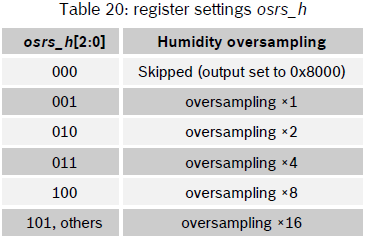 Table 20: register settings osrs_h
osrs_h[2:0] Humidity oversampling
000 Skipped (output set to 0x8000)
001 oversampling ×1
010 oversampling ×2
011 oversampling ×4
100 oversampling ×8
101, others oversampling ×16